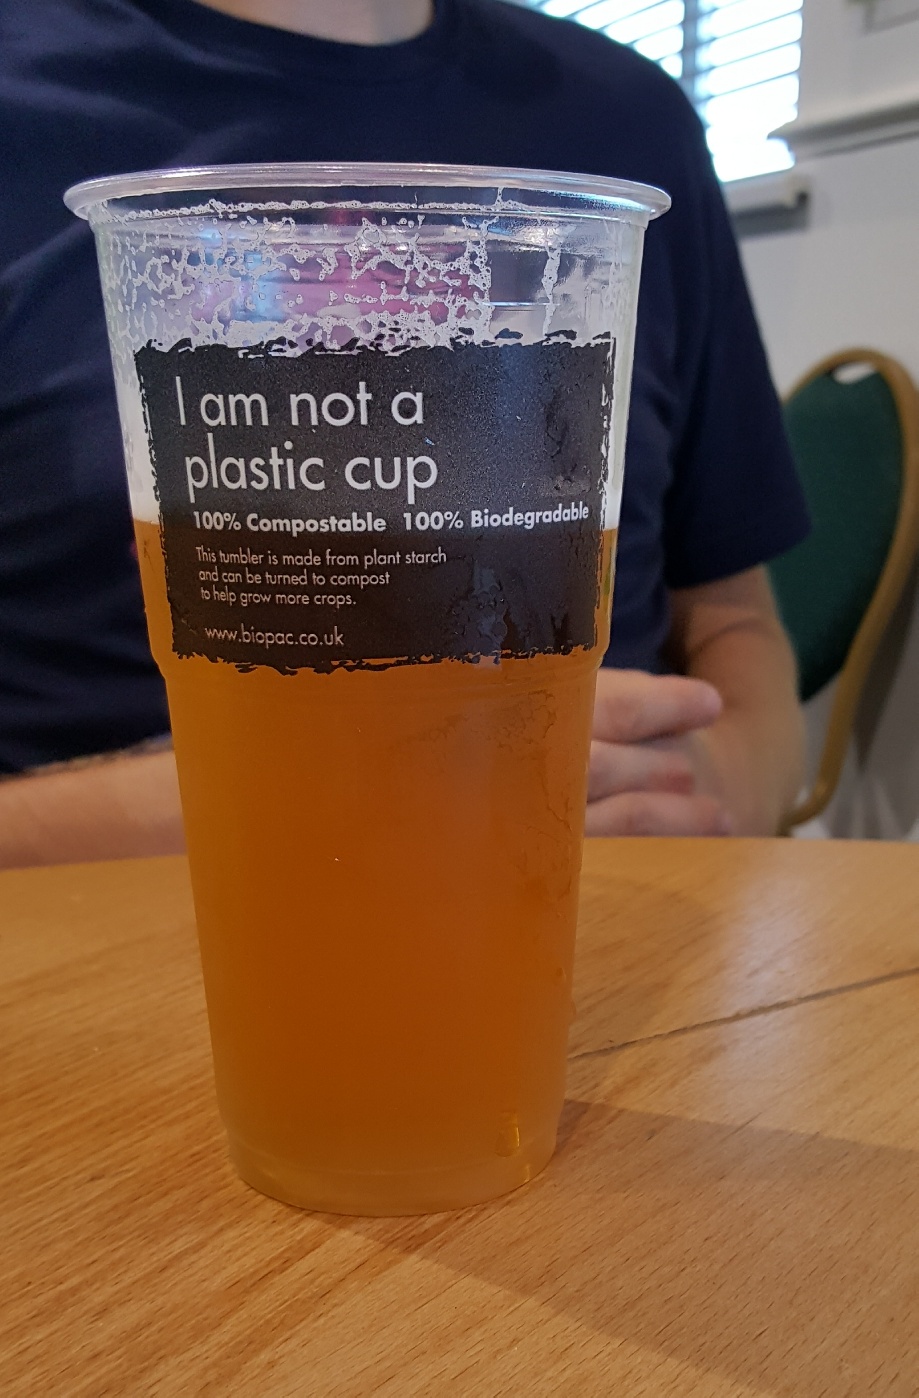 I am not a
plastic cup
100% Compostable 100% Biodegradable
This tumbler is made from plant starch
and can be turned to compost
to help grow more crops.
www.biopac.co.uk